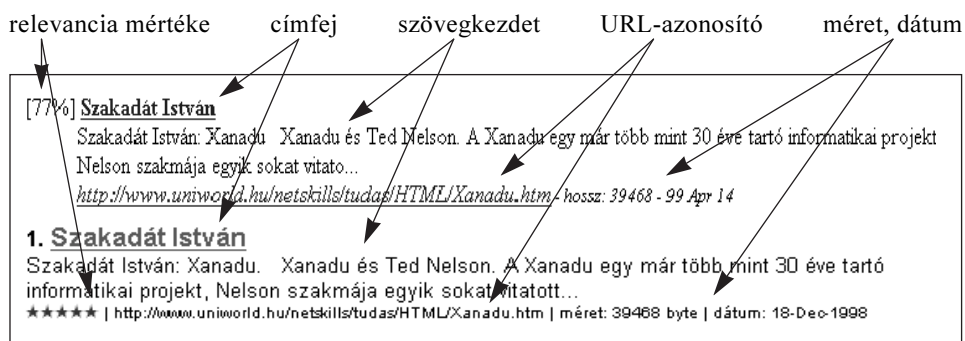 relevancia mértéke címfej szövegkezdet URL-azonosító méret, dátum
[77%] Szakadát István
Szakadát István: Xanadu Xanadu és Ted Nelson. A Xanadu egy már több mint 30 éve tartó informatikai projekt
Nelson szakmája egyik sokat vitato...
http://www.uniworld.hu/netskills/tudas/HTML/Xanadu.htm - hossz: 39468 - 99 Apr 14
1. Szakadát István
Szakadát István: Xanadu. Xanadu és Ted Nelson. A Xanadu egy már több mint 30 éve tartó
informatikai projekt, Nelson szakmája egyik sokat vitatott...
★★★★★ | http://www.uniworld.hu/netskills/tudas/HTML/Xanadu.htm | méret: 39468 byte | dátum: 18-Dec-1998